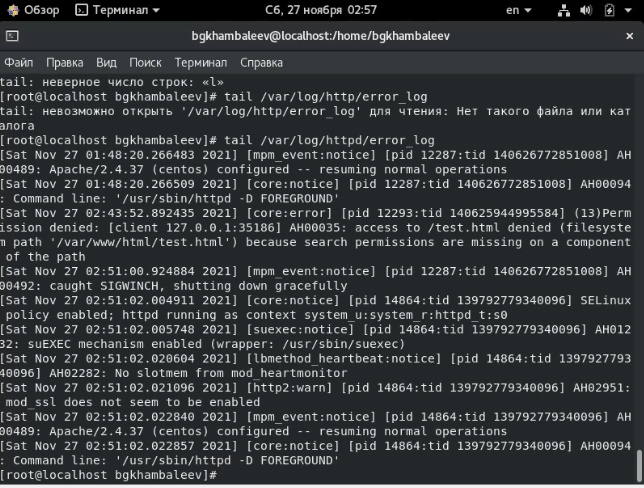 Обзор Терминал Сб, 27 ноября 02:57 en
bgkhambaleev@localhost:/home/bgkhambaleev ×
Файл Правка Вид Поиск Терминал Справка
tail: неверное число строк: «l»
[root@localhost bgkhambaleev]# tail /var/log/http/error_log
tail: невозможно открыть '/var/log/http/error_log' для чтения: Нет такого файла или кат
алога
[root@localhost bgkhambaleev]# tail /var/log/httpd/error_log
[Sat Nov 27 01:48:20.266483 2021] [mpm_event:notice] [pid 12287:tid 140626772851008] AH
00489: Apache/2.4.37 (centos) configured -- resuming normal operations
[Sat Nov 27 01:48:20.266509 2021] [core:notice] [pid 12287:tid 140626772851008] AH00094
: Command line: '/usr/sbin/httpd -D FOREGROUND'
[Sat Nov 27 02:43:52.892435 2021] [core:error] [pid 12293:tid 140625944995584] (13)Perm
ission denied: [client 127.0.0.1:35186] AH00035: access to /test.html denied (filesyste
m path '/var/www/html/test.html') because search permissions are missing on a component
 of the path
[Sat Nov 27 02:51:00.924884 2021] [mpm_event:notice] [pid 12287:tid 140626772851008] AH
00492: caught SIGWINCH, shutting down gracefully
[Sat Nov 27 02:51:02.004911 2021] [core:notice] [pid 14864:tid 139792779340096] SELinux
 policy enabled; httpd running as context system_u:system_r:httpd_t:s0
[Sat Nov 27 02:51:02.005748 2021] [suexec:notice] [pid 14864:tid 139792779340096] AH012
32: suEXEC mechanism enabled (wrapper: /usr/sbin/suexec)
[Sat Nov 27 02:51:02.020604 2021] [lbmethod_heartbeat:notice] [pid 14864:tid 1397927793
40096] AH02282: No slotmem from mod_heartmonitor
[Sat Nov 27 02:51:02.021096 2021] [http2:warn] [pid 14864:tid 139792779340096] AH02951:
 mod_ssl does not seem to be enabled
[Sat Nov 27 02:51:02.022840 2021] [mpm_event:notice] [pid 14864:tid 139792779340096] AH
00489: Apache/2.4.37 (centos) configured -- resuming normal operations
[Sat Nov 27 02:51:02.022857 2021] [core:notice] [pid 14864:tid 139792779340096] AH00094
: Command line: '/usr/sbin/httpd -D FOREGROUND'
[root@localhost bgkhambaleev]#